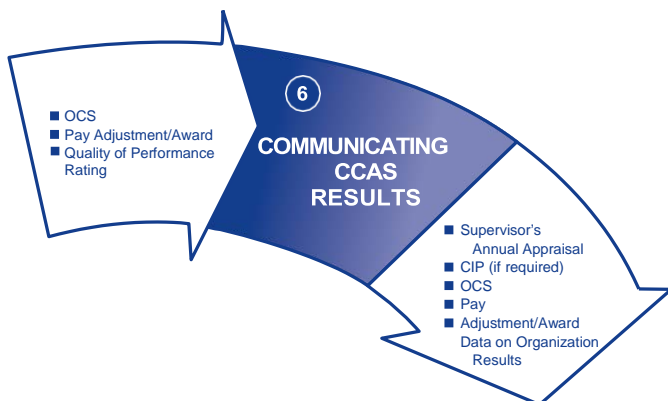 ■ OCS
■ Pay Adjustment/Award
■ Quality of Performance
Rating
6
COMMUNICATING
CCAS
RESULTS
■ Supervisor's
Annual Appraisal
■ CIP (if required)
■ OCS
■ Pay
■ Adjustment/Award
Data on Organization
Results